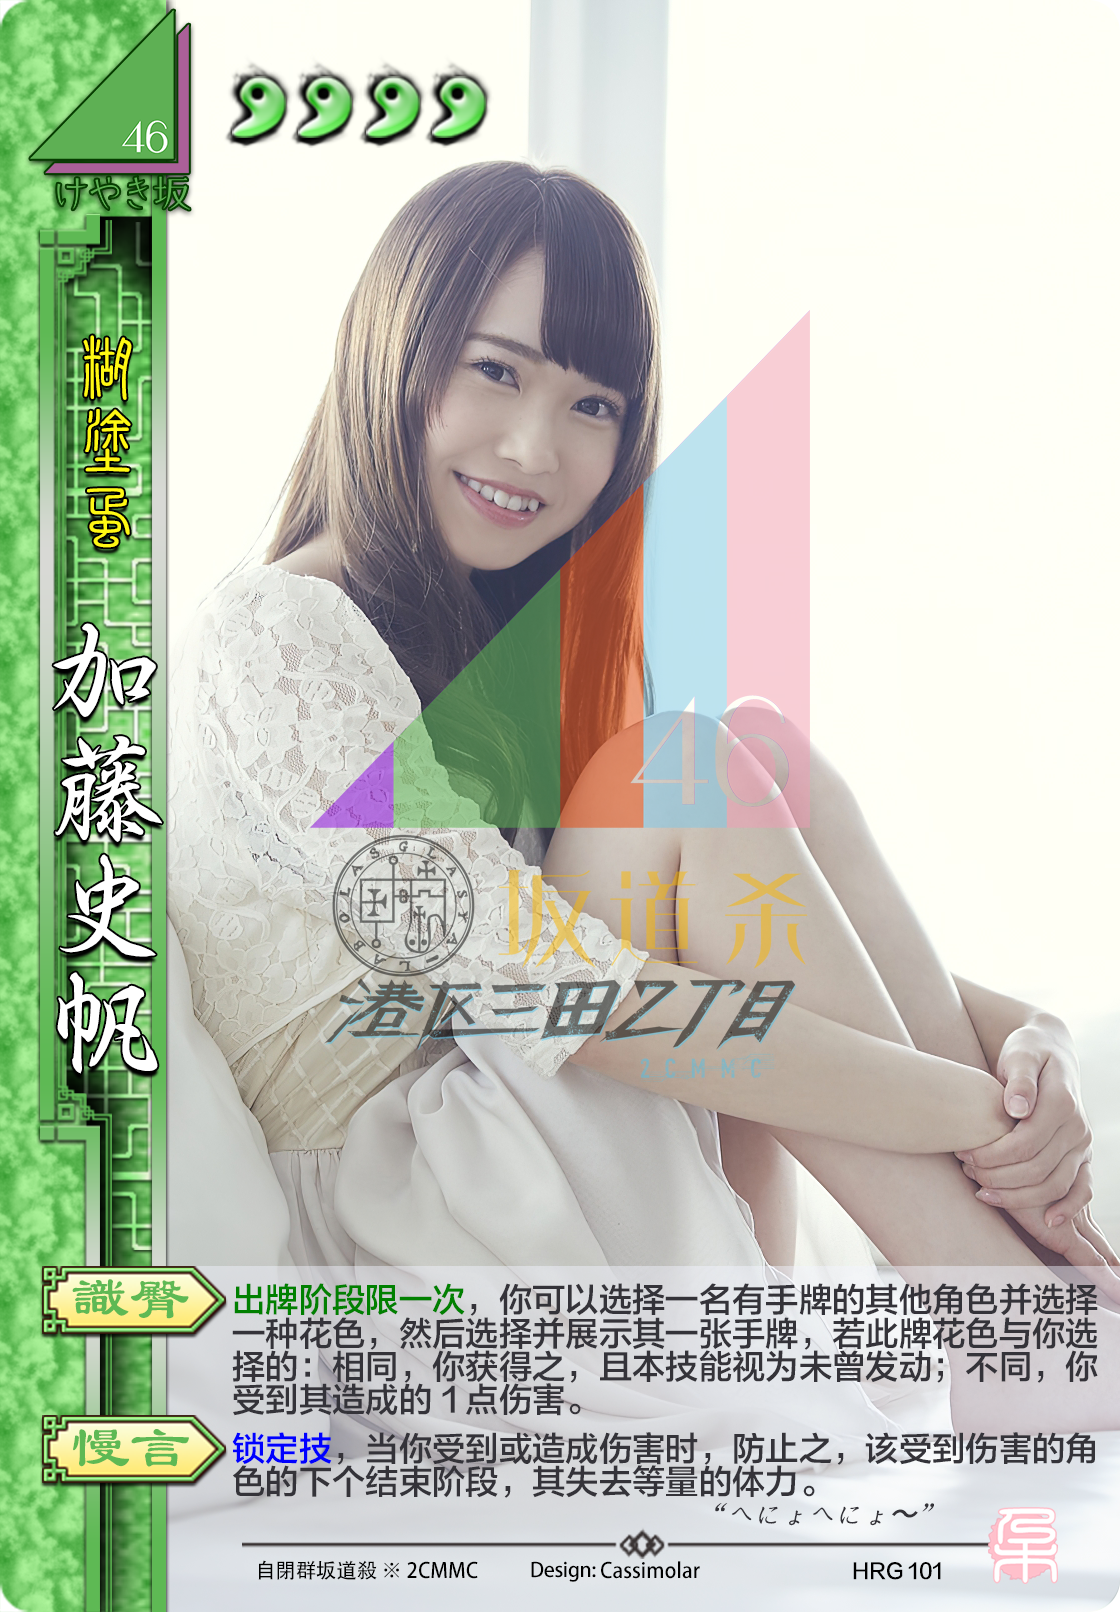 46
けやき坂
糊塗蛋
加藤史帆
46
GLASYALABOLAS
坂道杀
港区三田2丁目
2CMMC
識臀
出牌阶段限一次，你可以选择一名有手牌的其他角色并选择
一种花色，然后选择并展示其一张手牌，若此牌花色与你选
择的：相同，你获得之，且本技能视为未曾发动；不同，你
受到其造成的 1点伤害。
慢言
锁定技，当你受到或造成伤害时，防止之，该受到伤害的角
色的下个结束阶段，其失去等量的体力。
“へにょへにょ〜”
自閉群坂道殺 ※ 2CMMC
Design: Cassimolar
HRG 101